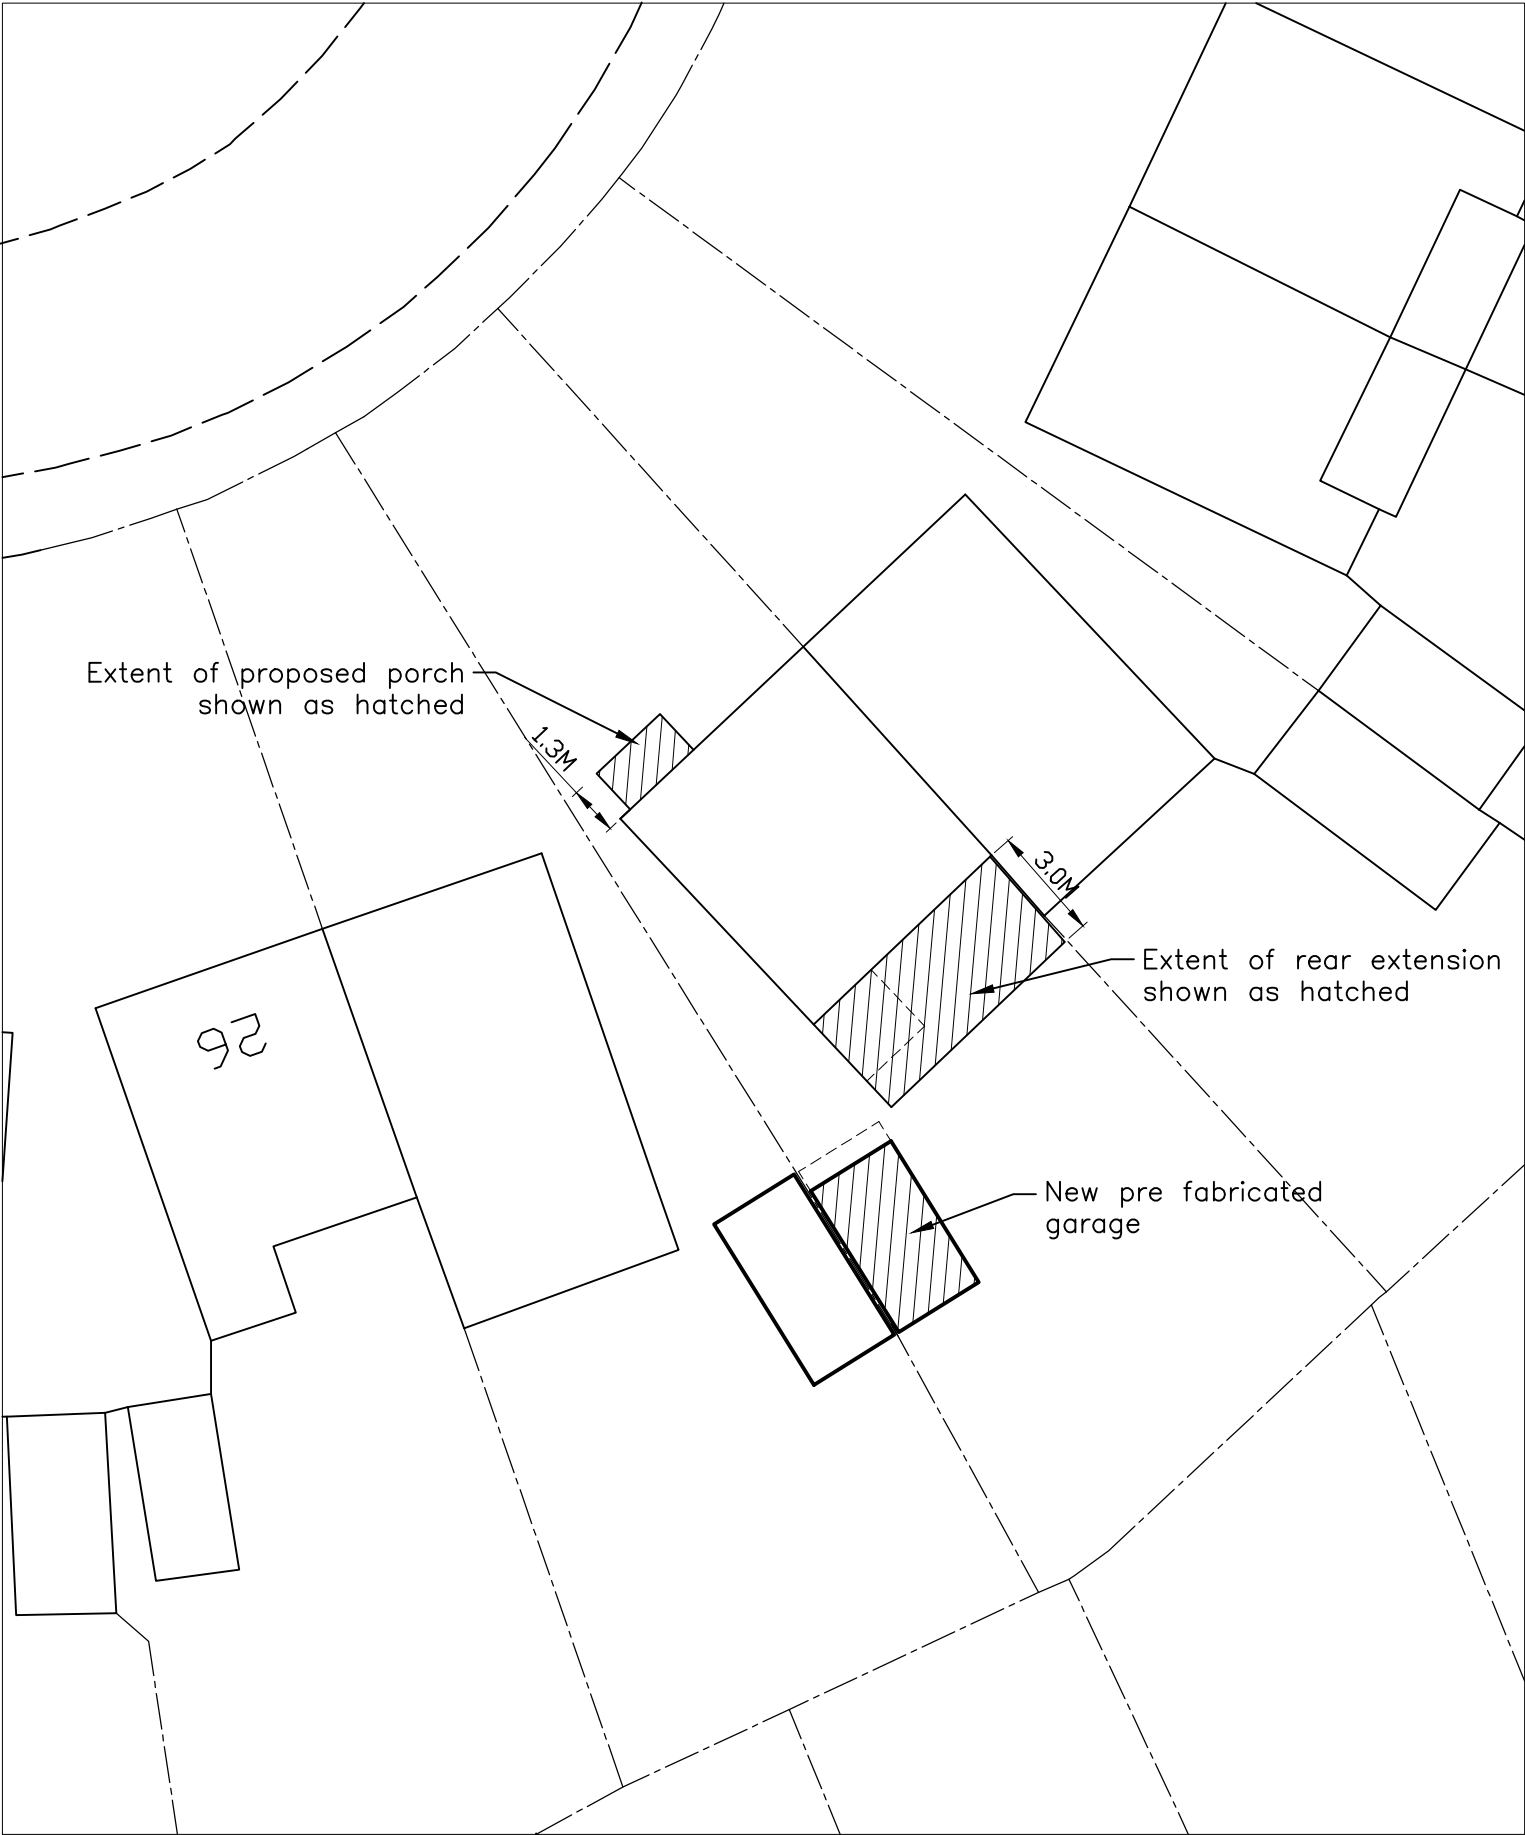 Extent of proposed porch
shown as hatched
1.3M
3.0M
Extent of rear extension
shown as hatched
56
New pre fabricated
garage